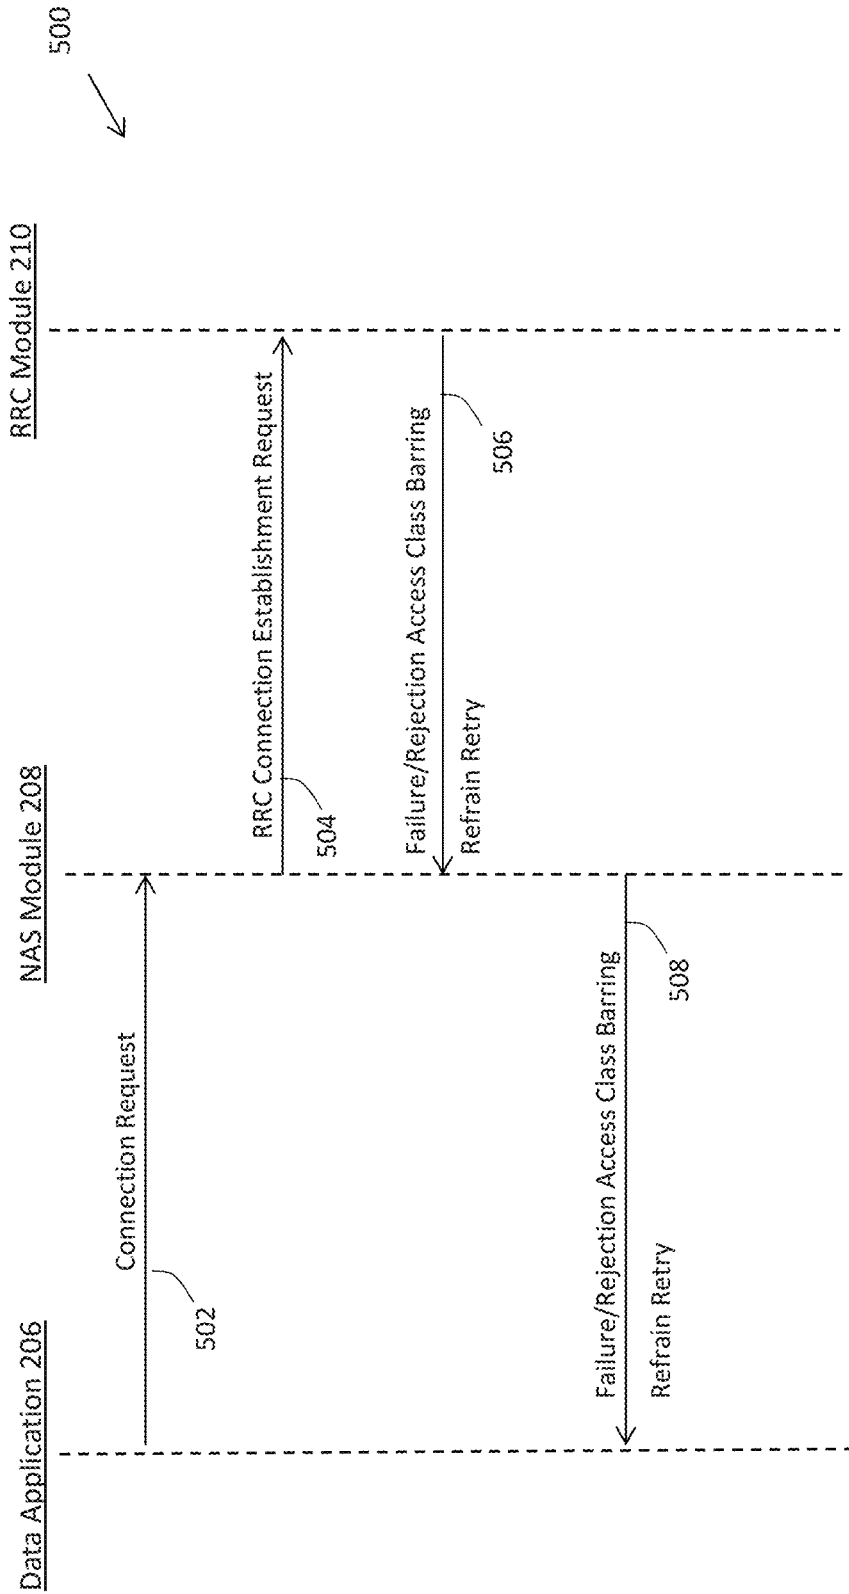 500
Data Application 206
NAS Module 208
RRC Module 210
Connection Request
502
RRC Connection Establishment Request
504
Failure/Rejection Access Class Barring
506
Refrain Retry
Failure/Rejection Access Class Barring
508
Refrain Retry